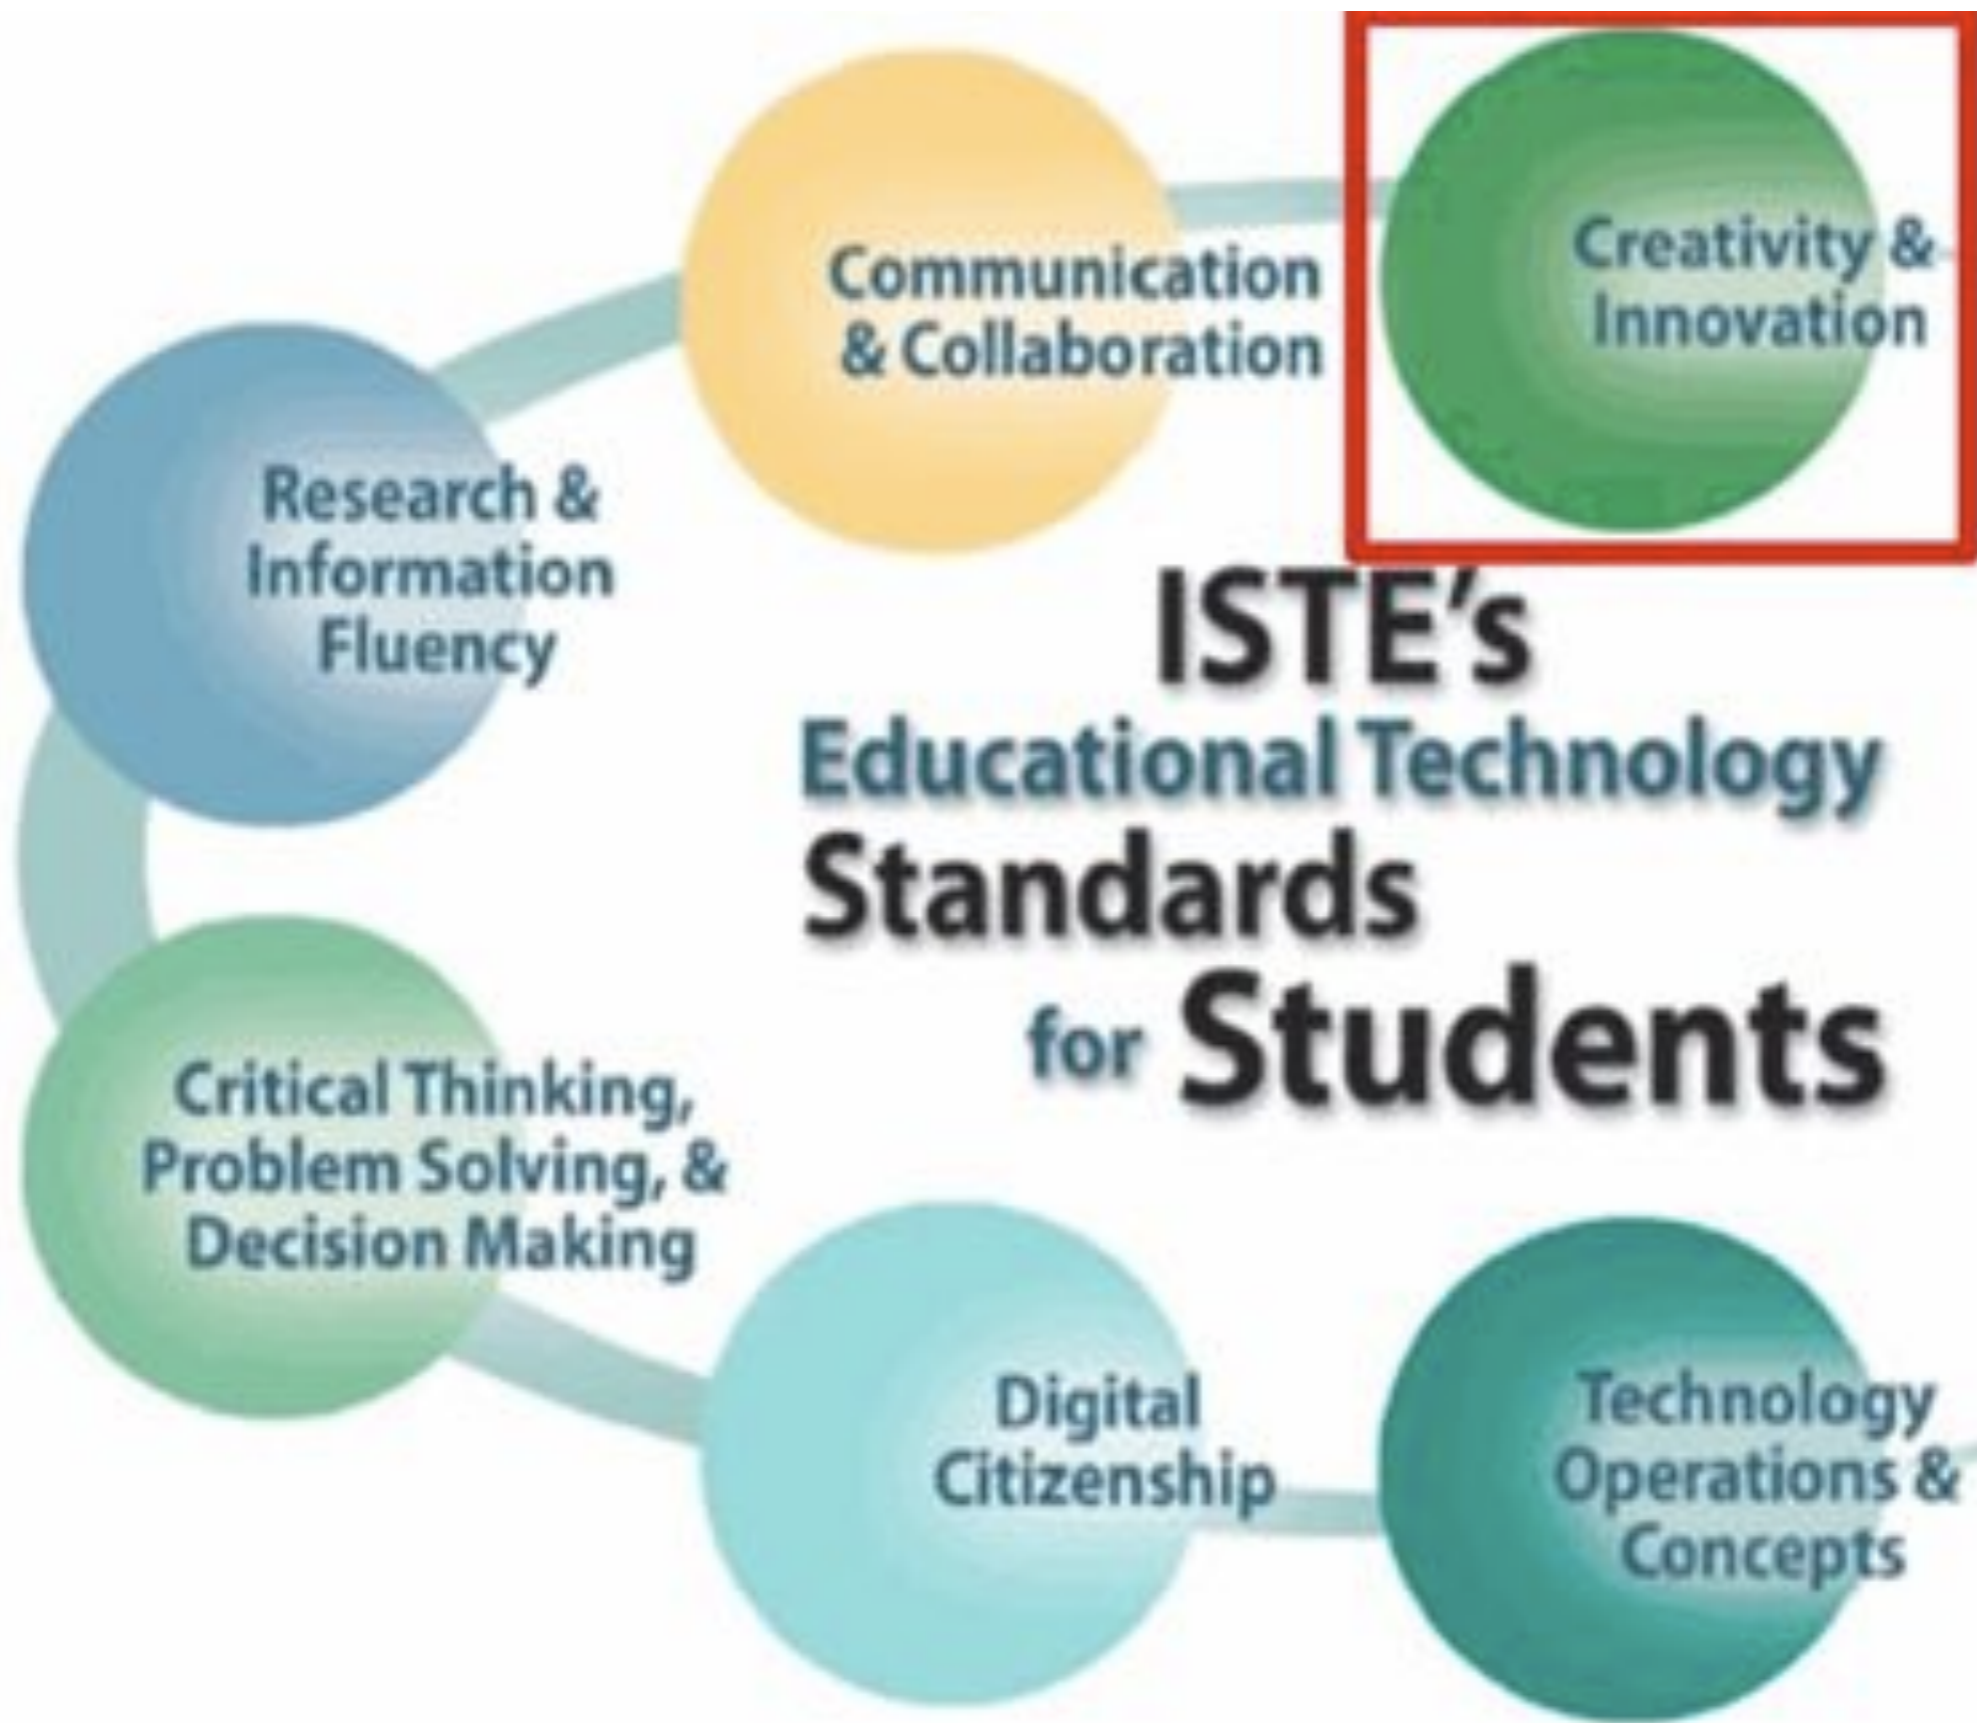 Creativity &
Innovation
Communication
& Collaboration
Research &
Information
Fluency
Critical Thinking,
Problem Solving, &
Decision Making
Digital
Citizenship
Technology
Operations &
Concepts
ISTE's
Educational Technology
Standards
for Students